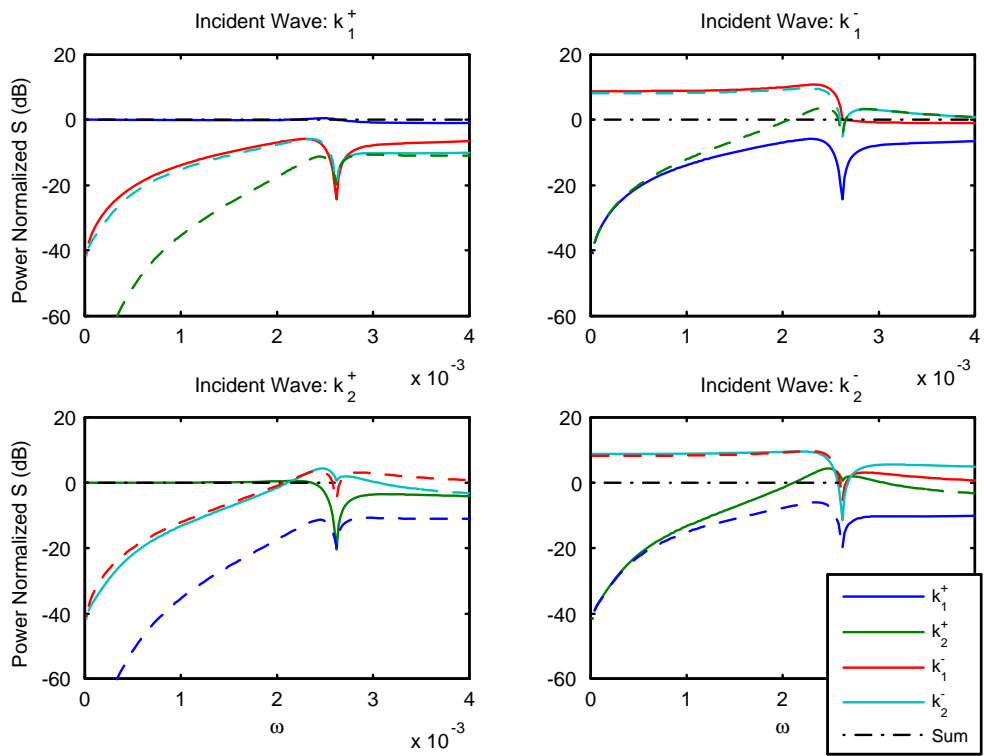 Incident Wave: k₁⁺
Power Normalized S (dB)
20
0
-20
-40
-60
0 1 2 3 4
x 10⁻³
Incident Wave: k₁⁻
20
0
-20
-40
-60
0 1 2 3 4
x 10⁻³
Incident Wave: k₂⁺
Power Normalized S (dB)
20
0
-20
-40
-60
0 1 2 3 4
ω
x 10⁻³
Incident Wave: k₂⁻
20
0
-20
-40
-60
0 1
ω
k₁⁺
k₂⁺
k₁⁻
k₂⁻
Sum